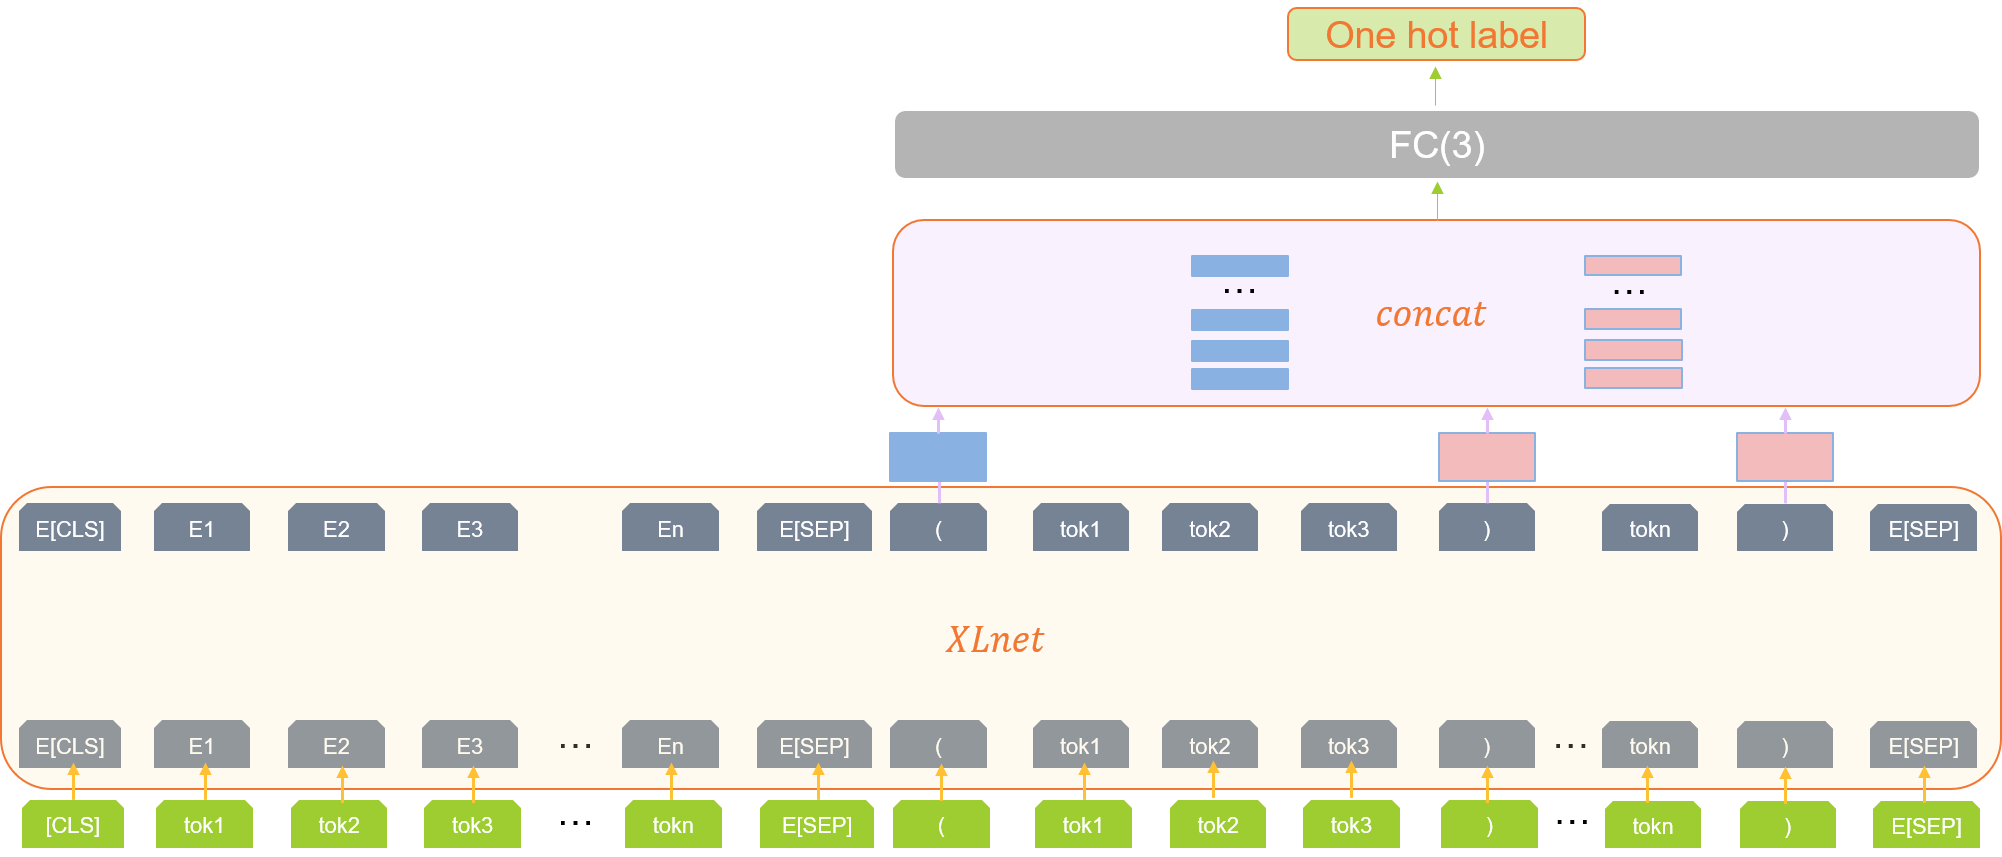 One hot label
FC(3)
...
...
concat
E[CLS] E1 E2 E3 En E[SEP] ( tok1 tok2 tok3 ) tokn ) E[SEP]
XLnet
E[CLS] E1 E2 E3 ... En E[SEP] ( tok1 tok2 tok3 ) ... tokn ) E[SEP]
[CLS] tok1 tok2 tok3 ... tokn E[SEP] ( tok1 tok2 tok3 ) ... tokn ) E[SEP]